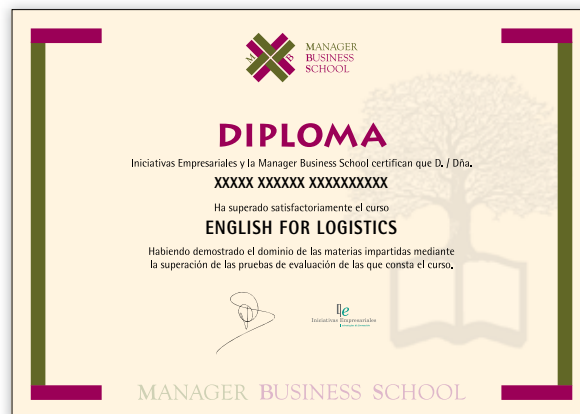 M B
MANAGER
BUSINESS
SCHOOL
DIPLOMA
Iniciativas Empresariales y la Manager Business School certifican que D. / Dña.
XXXXX XXXXXX XXXXXXXXXX
Ha superado satisfactoriamente el curso
ENGLISH FOR LOGISTICS
Habiendo demostrado el dominio de las materias impartidas mediante
la superación de las pruebas de evaluación de las que consta el curso.
Iniciativas Empresariales
MANAGER BUSINESS SCHOOL